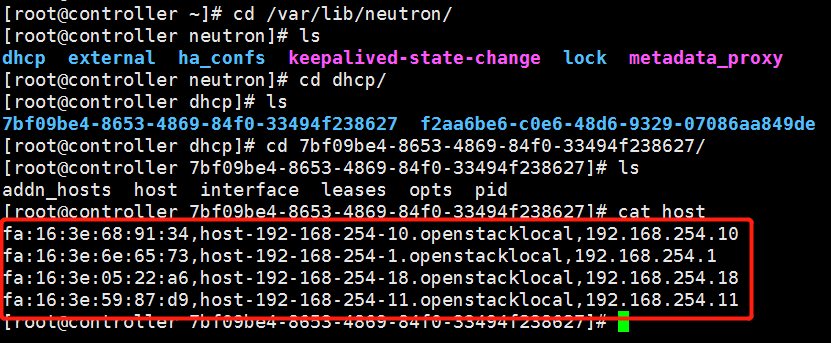 [root@controller ~]# cd /var/lib/neutron/
[root@controller neutron]# ls
dhcp  external  ha_confs  keepalived-state-change  lock  metadata_proxy
[root@controller neutron]# cd dhcp/
[root@controller dhcp]# ls
7bf09be4-8653-4869-84f0-33494f238627  f2aa6be6-c0e6-48d6-9329-07086aa849de
[root@controller dhcp]# cd 7bf09be4-8653-4869-84f0-33494f238627/
[root@controller 7bf09be4-8653-4869-84f0-33494f238627]# ls
addn_hosts  host  interface  leases  opts  pid
[root@controller 7bf09be4-8653-4869-84f0-33494f238627]# cat host
fa:16:3e:68:91:34,host-192-168-254-10.openstacklocal,192.168.254.10
fa:16:3e:6e:65:73,host-192-168-254-1.openstacklocal,192.168.254.1
fa:16:3e:05:22:a6,host-192-168-254-18.openstacklocal,192.168.254.18
fa:16:3e:59:87:d9,host-192-168-254-11.openstacklocal,192.168.254.11
[root@controller 7bf09be4-8653-4869-84f0-33494f238627]#